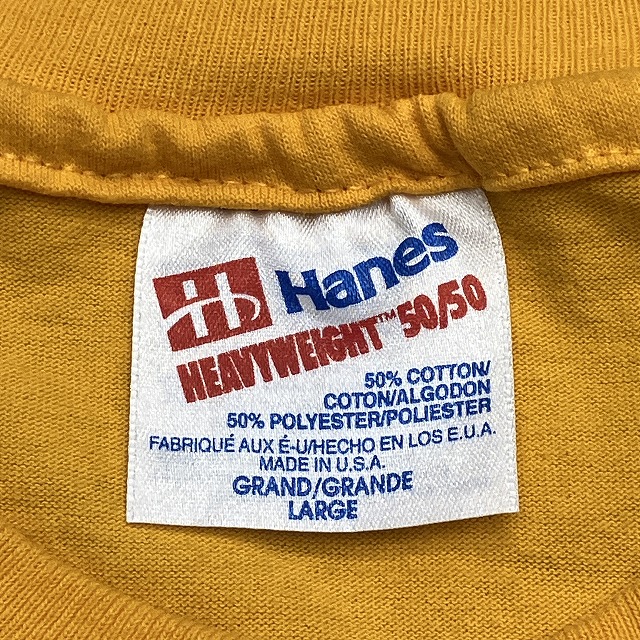 Hanes
HEAVYWEIGHT™ 50/50
50% COTTON/
COTON/ALGODON
50% POLYESTER/POLIESTER
FABRIQUÉ AUX É-U/HECHO EN LOS E.U.A.
MADE IN U.S.A.
GRAND/GRANDE
LARGE